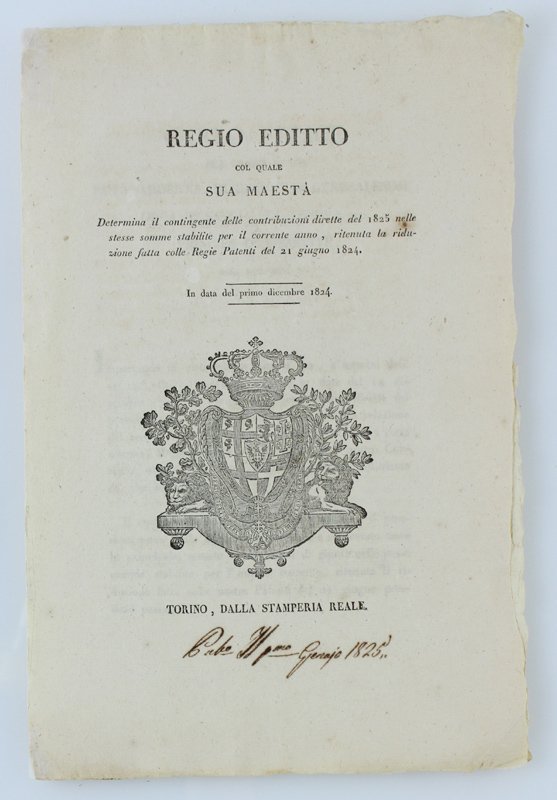 REGIO EDITTO
COL QUALE
SUA MAESTÀ
Determina il contingente delle contribuzioni dirette del 1825 nelle
stesse somme stabilite per il corrente anno , ritenuta la ridu-
zione fatta colle Regie Patenti del 21 giugno 1824.
In data del primo dicembre 1824.
TORINO , DALLA STAMPERIA REALE.
Genajo 1825